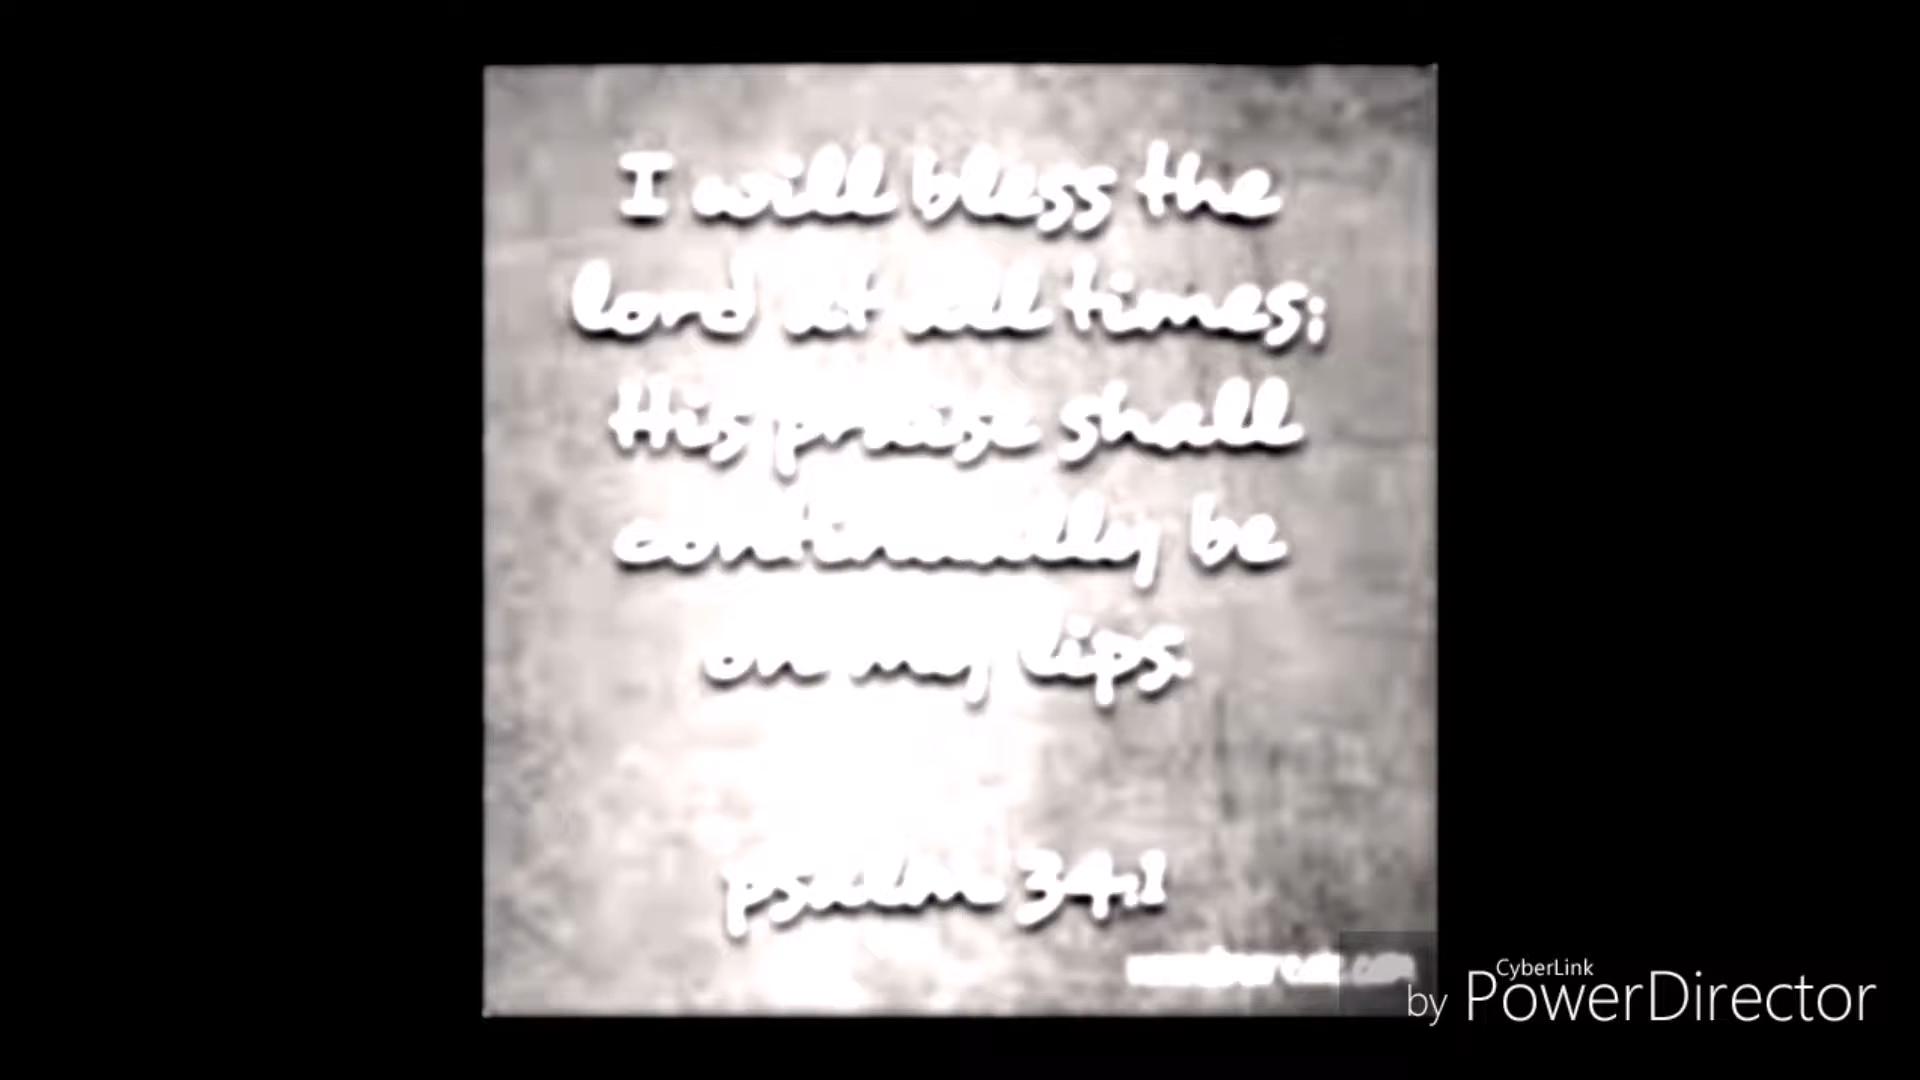 I will bless the
lord at all times;
His praise shall
continually be
on my lips.
psalm 34:1
CyberLink
by PowerDirector